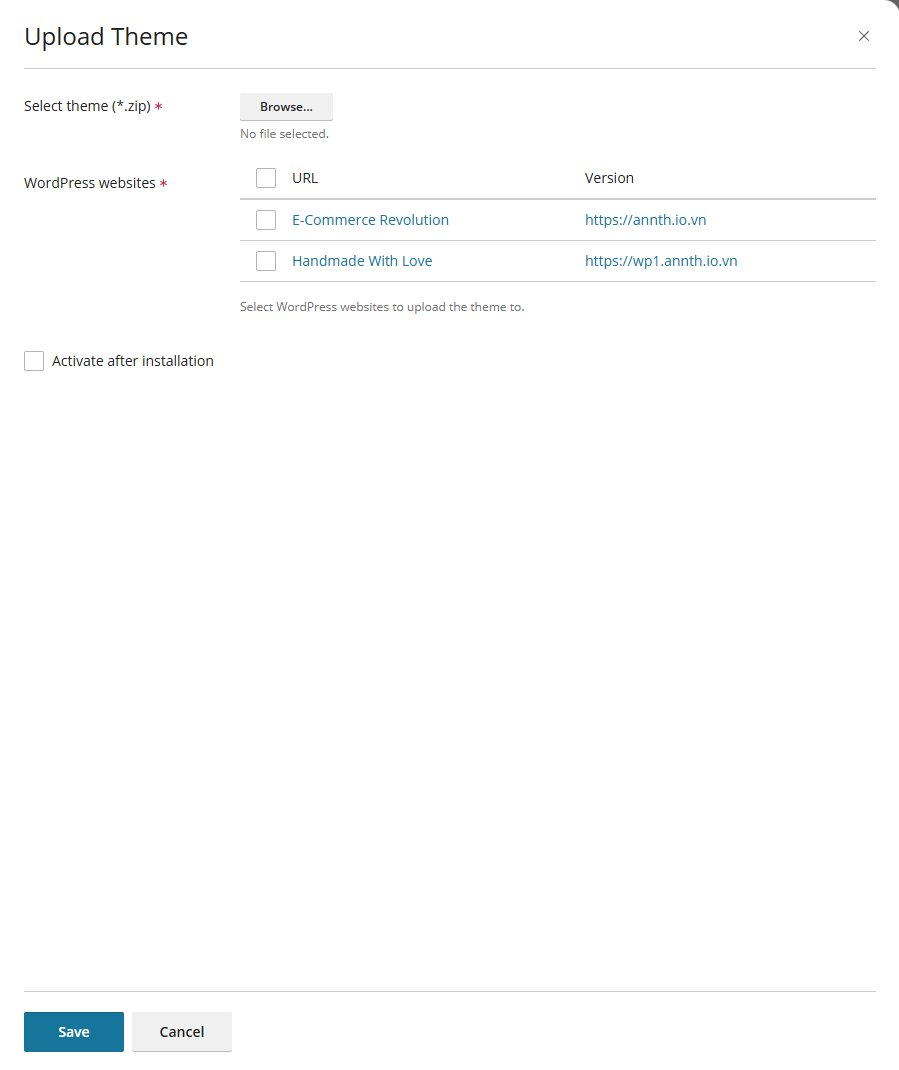 Upload Theme
Select theme (*.zip) *
Browse...
No file selected.
WordPress websites *
URL Version
E-Commerce Revolution https://annth.io.vn
Handmade With Love https://wp1.annth.io.vn
Select WordPress websites to upload the theme to.
Activate after installation
Save Cancel